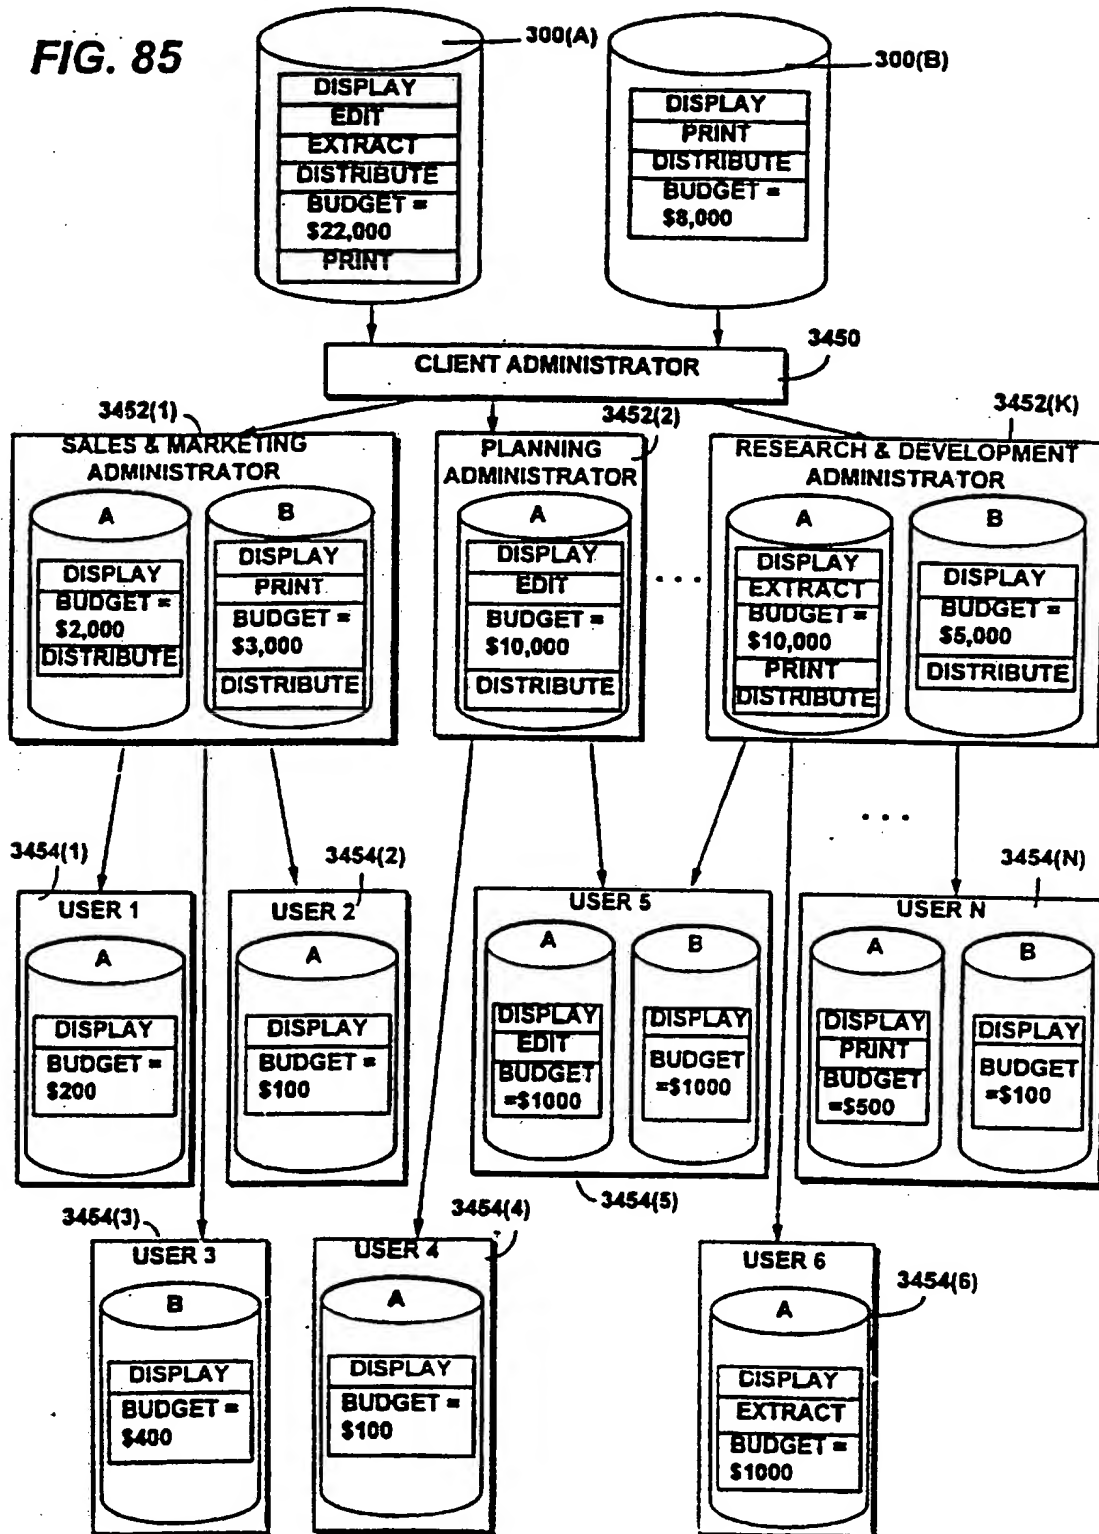 FIG. 85
300(A)
DISPLAY
EDIT
EXTRACT
DISTRIBUTE
BUDGET =
$22,000
PRINT
300(B)
DISPLAY
PRINT
DISTRIBUTE
BUDGET =
$8,000
CLIENT ADMINISTRATOR
3450
3452(1)
SALES & MARKETING
ADMINISTRATOR
A
DISPLAY
BUDGET =
$2,000
DISTRIBUTE
B
DISPLAY
PRINT
BUDGET =
$3,000
DISTRIBUTE
3452(2)
PLANNING
ADMINISTRATOR
A
DISPLAY
EDIT
BUDGET =
$10,000
DISTRIBUTE
. . . .
3452(K)
RESEARCH & DEVELOPMENT
ADMINISTRATOR
A
DISPLAY
EXTRACT
BUDGET =
$10,000
PRINT
DISTRIBUTE
B
DISPLAY
BUDGET =
$5,000
DISTRIBUTE
. . .
3454(1)
USER 1
A
DISPLAY
BUDGET =
$200
3454(2)
USER 2
A
DISPLAY
BUDGET =
$100
USER 5
A
DISPLAY
EDIT
BUDGET
=$1000
B
DISPLAY
BUDGET
=$1000
3454(5)
3454(N)
USER N
A
DISPLAY
PRINT
BUDGET
=$500
B
DISPLAY
BUDGET
=$100
3454(3)
USER 3
B
DISPLAY
BUDGET =
$400
3454(4)
USER 4
A
DISPLAY
BUDGET =
$100
USER 6
3454(6)
A
DISPLAY
EXTRACT
BUDGET =
$1000